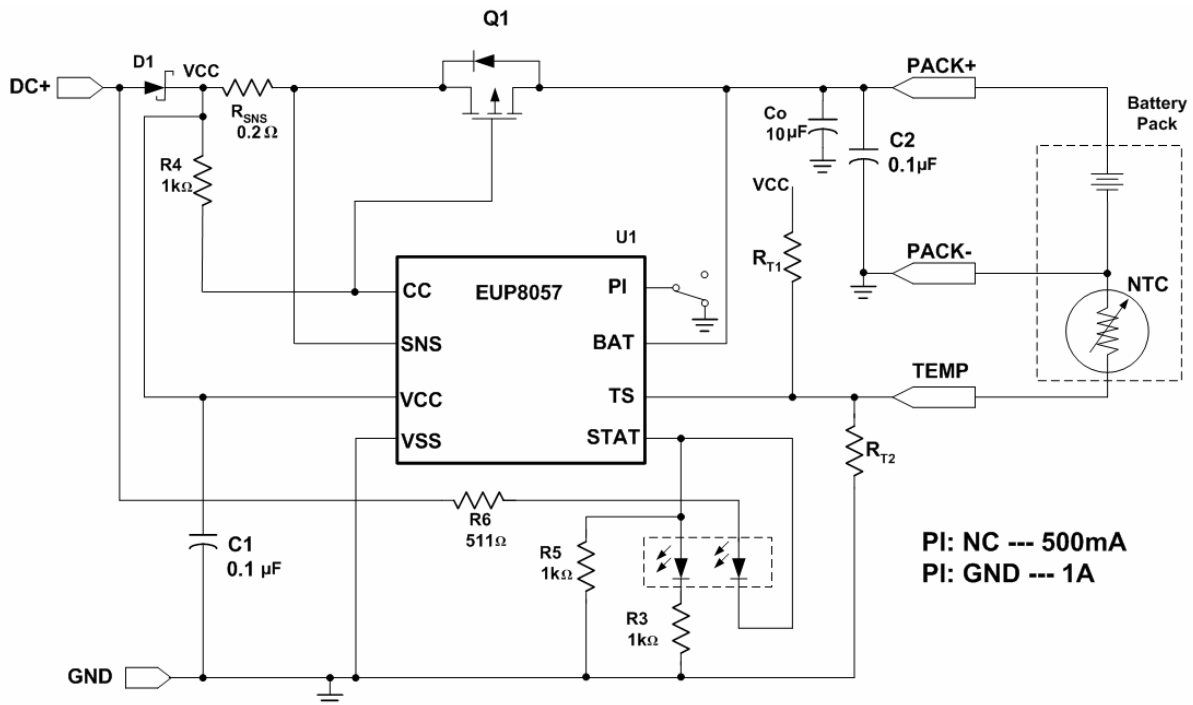 Q1
D1
VCC
DC+
PACK+
Battery
Pack
RSNS
0.2Ω
Co
10µF
C2
0.1µF
R4
1kΩ
VCC
U1
RT1
PACK-
NTC
CC
EUP8057
PI
SNS
BAT
VCC
TS
TEMP
VSS
STAT
RT2
R6
511Ω
C1
0.1 µF
R5
1kΩ
R3
1kΩ
PI: NC --- 500mA
PI: GND --- 1A
GND